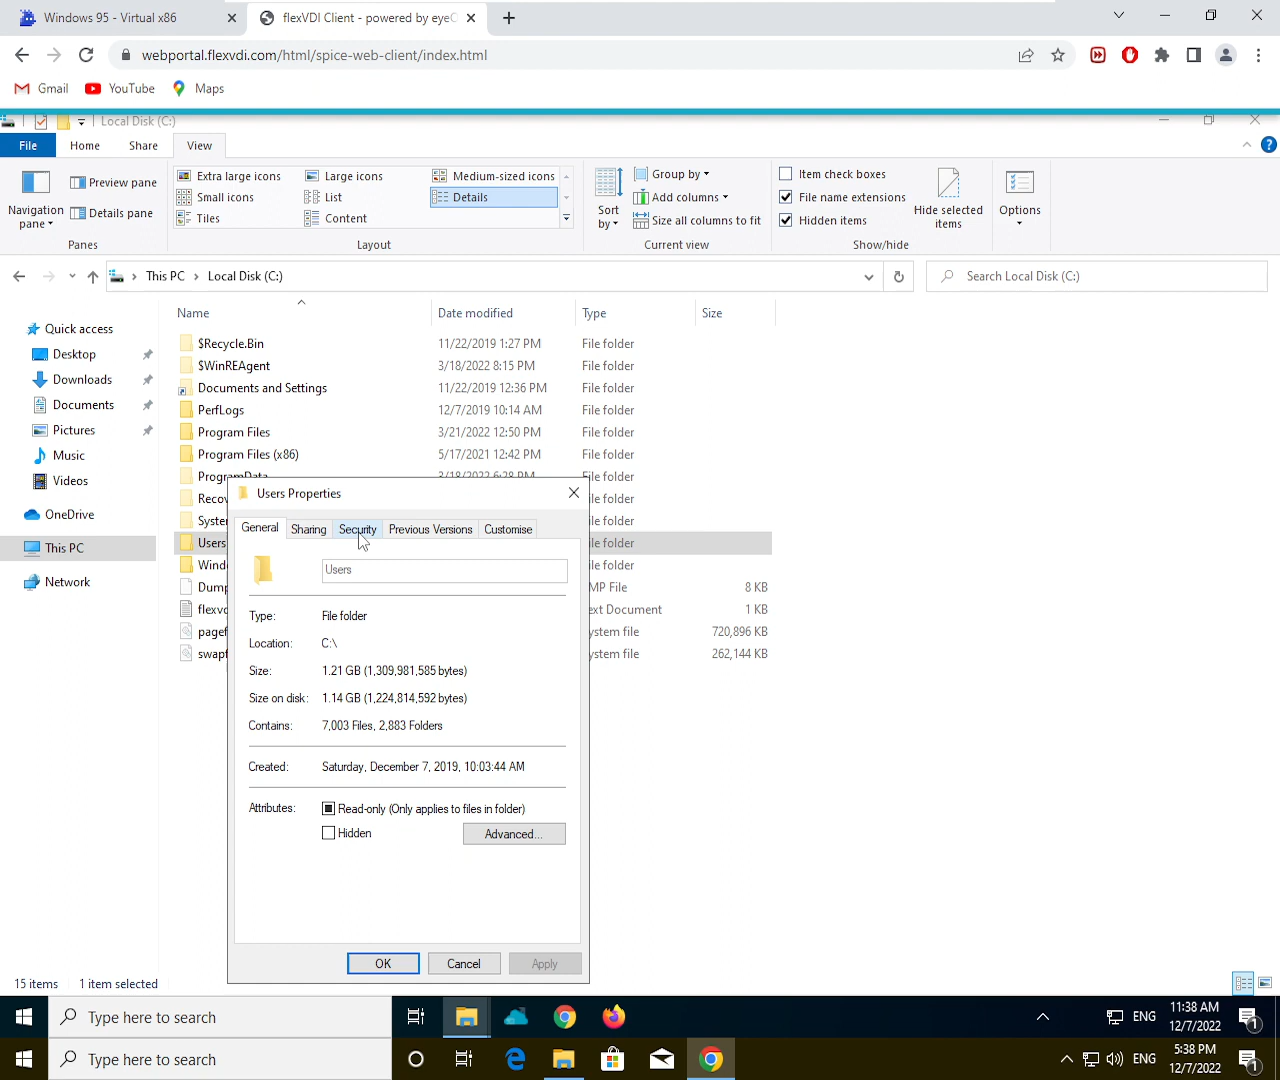 Windows 95 - Virtual x86
flexVDI Client - powered by eyeO
webportal.flexvdi.com/html/spice-web-client/index.html
Gmail YouTube Maps
Local Disk (C:)
File Home Share View
Navigation pane
Preview pane
Details pane
Panes
Extra large icons Large icons Medium-sized icons
Small icons List Details
Tiles Content
Layout
Sort by
Group by
Add columns
Size all columns to fit
Current view
Item check boxes
File name extensions
Hidden items
Hide selected items
Show/hide
Options
This PC > Local Disk (C:)
Search Local Disk (C:)
Quick access
Desktop
Downloads
Documents
Pictures
Music
Videos
OneDrive
This PC
Network
Name Date modified Type Size
$Recycle.Bin 11/22/2019 1:27 PM File folder
$WinREAgent 3/18/2022 8:15 PM File folder
Documents and Settings 11/22/2019 12:36 PM File folder
PerfLogs 12/7/2019 10:14 AM File folder
Program Files 3/21/2022 12:50 PM File folder
Program Files (x86) 5/17/2021 12:42 PM File folder
ProgramData 3/18/2022 6:28 PM File folder
Reco ile folder
Syste ile folder
Users ile folder
Wind ile folder
Dump MP File 8 KB
flexv ext Document 1 KB
pagef ystem file 720,896 KB
swapf ystem file 262,144 KB
Users Properties
General Sharing Security Previous Versions Customise
Users
Type: File folder
Location: C:\
Size: 1.21 GB (1,309,981,585 bytes)
Size on disk: 1.14 GB (1,224,814,592 bytes)
Contains: 7,003 Files, 2,883 Folders
Created: Saturday, December 7, 2019, 10:03:44 AM
Attributes: Read-only (Only applies to files in folder)
Hidden Advanced...
OK Cancel Apply
15 items 1 item selected
Type here to search ENG 11:38 AM
12/7/2022 1
Type here to search ENG 5:38 PM
12/7/2022 1